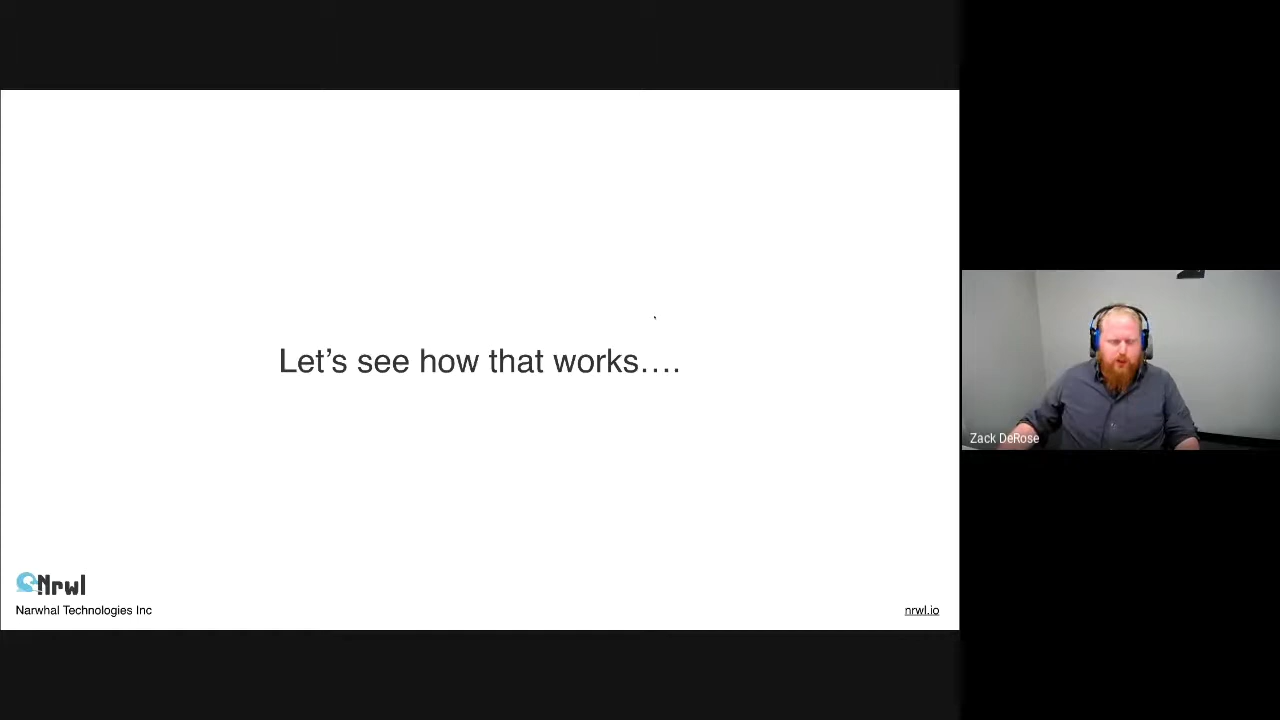 Let’s see how that works….
Zack DeRose
Nrwl
Narwhal Technologies Inc
nrwl.io